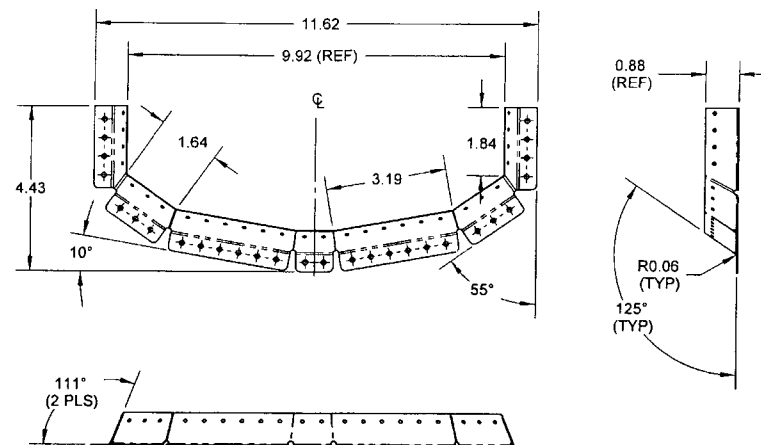 11.62
9.92 (REF)
0.88
(REF)
℄
1.64
1.84
4.43
3.19
10°
55°
R0.06
(TYP)
125°
(TYP)
111°
(2 PLS)